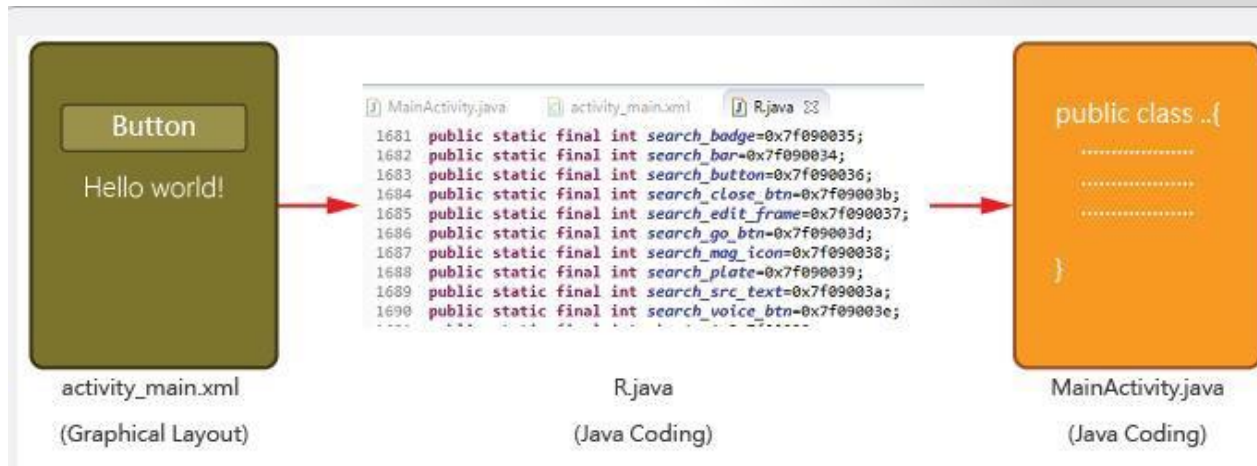 Button
Hello world!
activity_main.xml
(Graphical Layout)
MainActivity.java activity_main.xml R.java
1681 public static final int search_badge=0x7f090035;
1682 public static final int search_bar=0x7f090034;
1683 public static final int search_button=0x7f090036;
1684 public static final int search_close_btn=0x7f09003b;
1685 public static final int search_edit_frame=0x7f090037;
1686 public static final int search_go_btn=0x7f09003d;
1687 public static final int search_mag_icon=0x7f090038;
1688 public static final int search_plate=0x7f090039;
1689 public static final int search_src_text=0x7f09003a;
1690 public static final int search_voice_btn=0x7f09003e;
R.java
(Java Coding)
public class ..{
....................
....................
....................
}
MainActivity.java
(Java Coding)